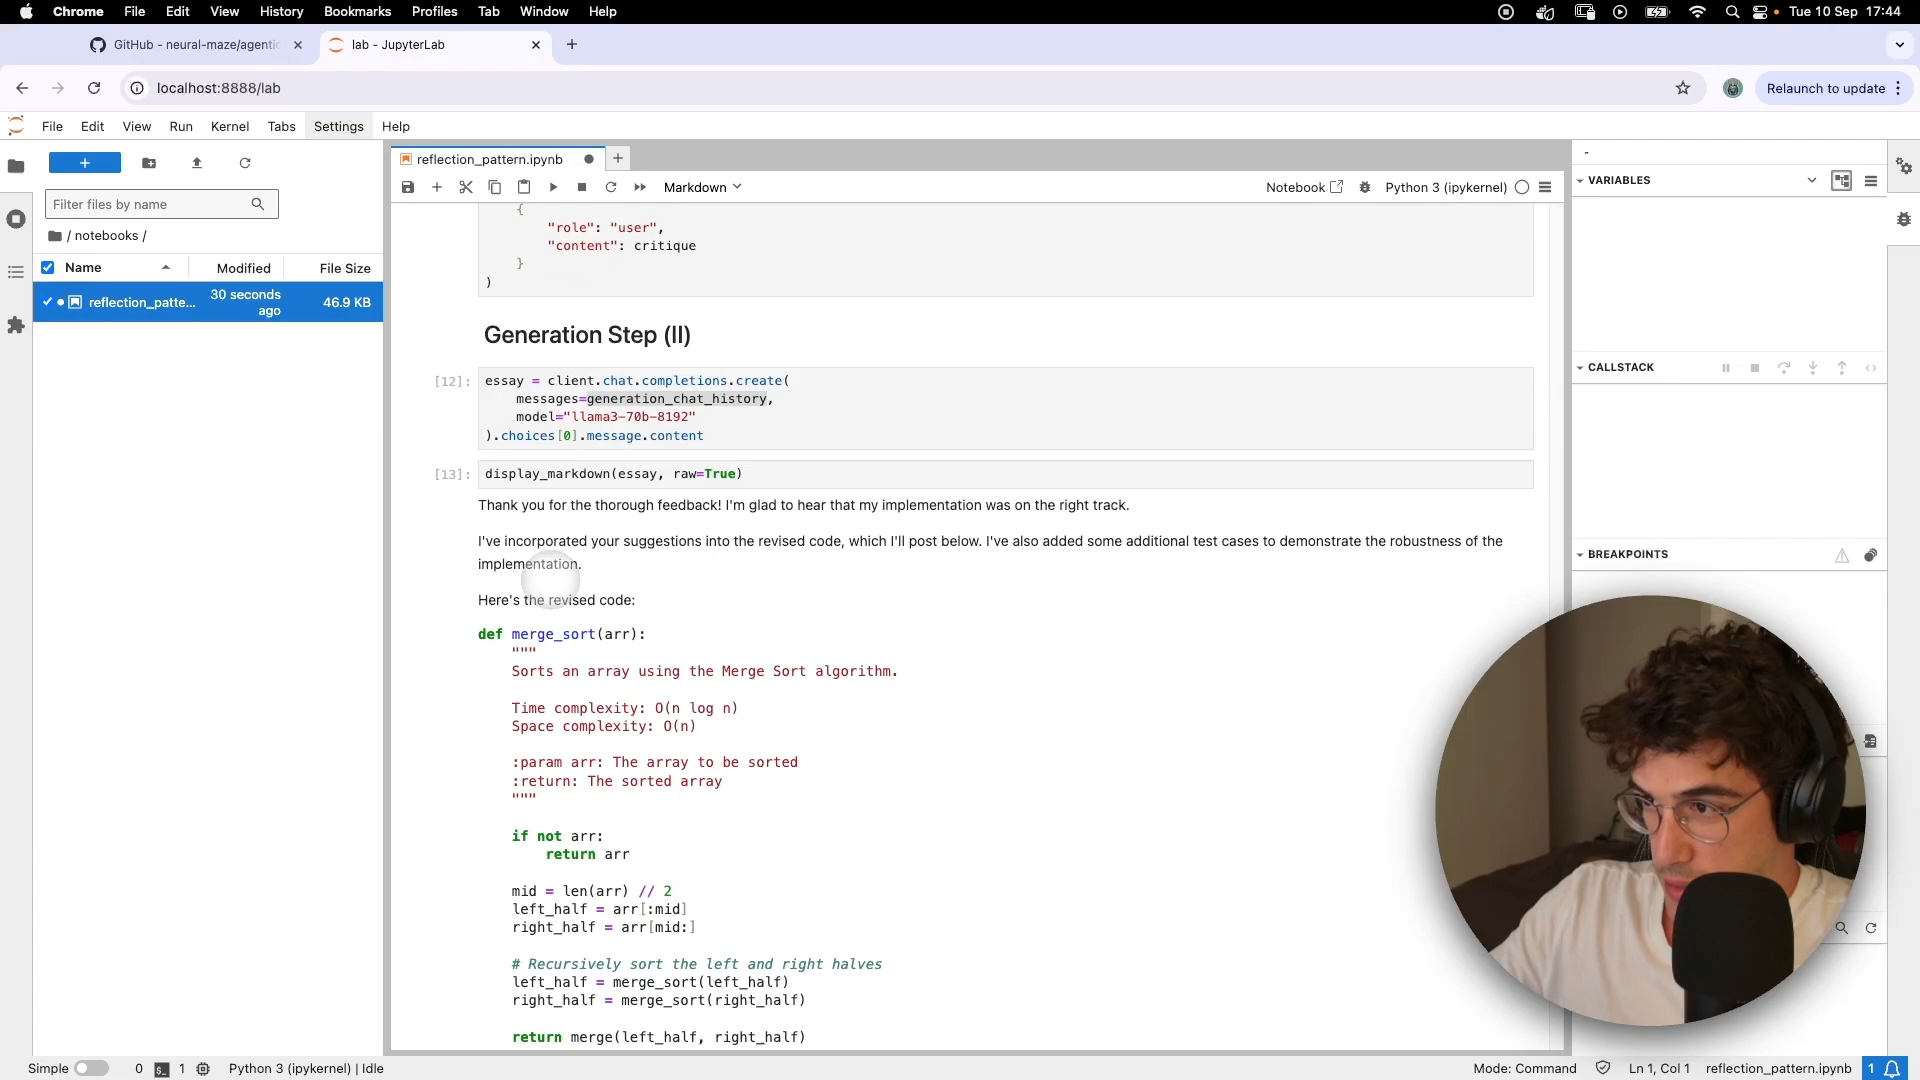 Chrome File Edit View History Bookmarks Profiles Tab Window Help Tue 10 Sep 17:44
GitHub - neural-maze/agentic
lab - JupyterLab
localhost:8888/lab
Relaunch to update
File Edit View Run Kernel Tabs Settings Help
Filter files by name
/ notebooks /
Name Modified File Size
reflection_patte... 30 seconds ago 46.9 KB
reflection_pattern.ipynb
Markdown
Notebook
Python 3 (ipykernel)
{
"role": "user",
"content": critique
}
)
Generation Step (II)
[12]: essay = client.chat.completions.create(
messages=generation_chat_history,
model="llama3-70b-8192"
).choices[0].message.content
[13]: display_markdown(essay, raw=True)
Thank you for the thorough feedback! I'm glad to hear that my implementation was on the right track.
I've incorporated your suggestions into the revised code, which I'll post below. I've also added some additional test cases to demonstrate the robustness of the
implementation.
Here's the revised code:
def merge_sort(arr):
"""
Sorts an array using the Merge Sort algorithm.
Time complexity: O(n log n)
Space complexity: O(n)
:param arr: The array to be sorted
:return: The sorted array
"""
if not arr:
return arr
mid = len(arr) // 2
left_half = arr[:mid]
right_half = arr[mid:]
# Recursively sort the left and right halves
left_half = merge_sort(left_half)
right_half = merge_sort(right_half)
return merge(left_half, right_half)
-
VARIABLES
CALLSTACK
BREAKPOINTS
Simple 0 1 Python 3 (ipykernel) | Idle
Mode: Command Ln 1, Col 1 reflection_pattern.ipynb 1